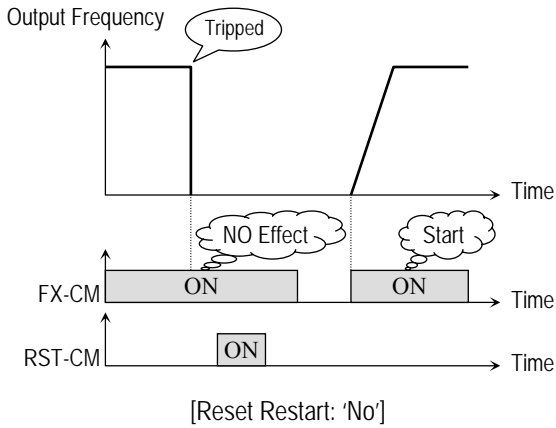 Output Frequency
Tripped
Time
NO Effect
Start
FX-CM
ON
ON
Time
RST-CM
ON
Time
[Reset Restart: 'No']